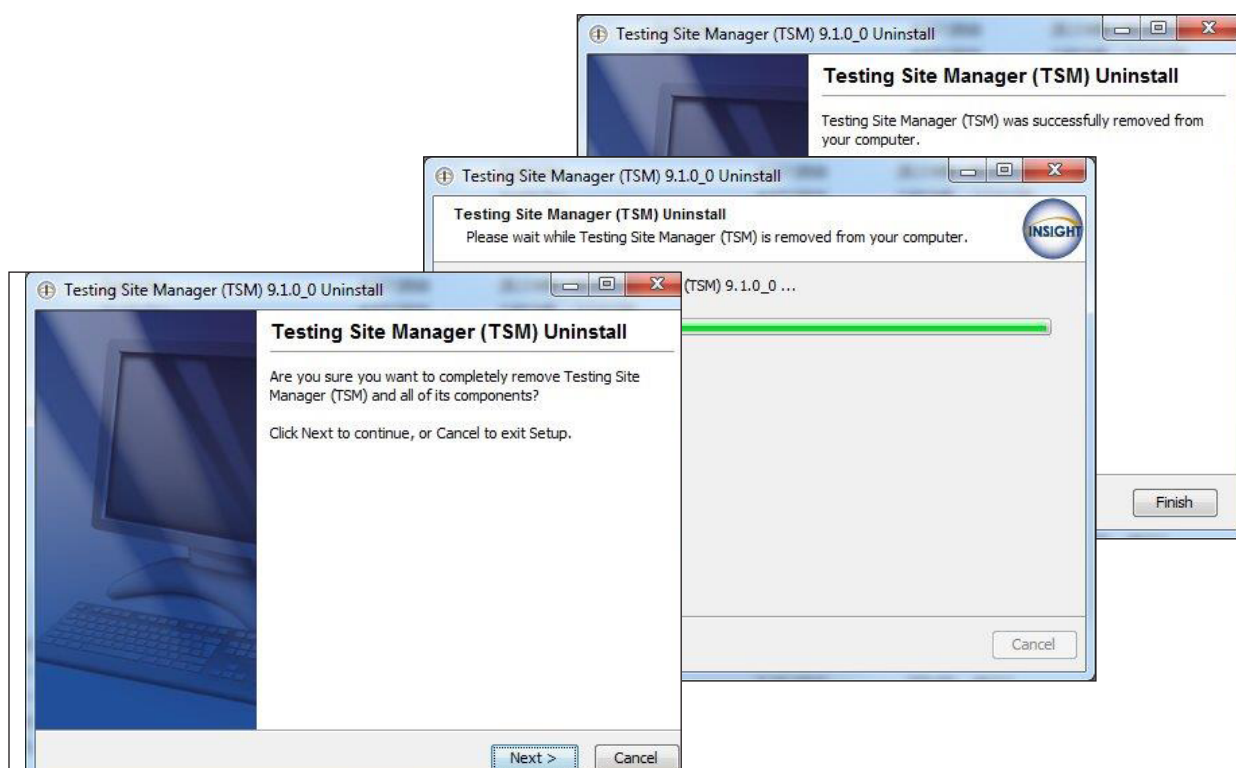 Testing Site Manager (TSM) 9.1.0_0 Uninstall
Testing Site Manager (TSM) Uninstall
Testing Site Manager (TSM) was successfully removed from
your computer.
Finish
Testing Site Manager (TSM) 9.1.0_0 Uninstall
Testing Site Manager (TSM) Uninstall
Please wait while Testing Site Manager (TSM) is removed from your computer.
INSIGHT
(TSM) 9.1.0_0 ...
Cancel
Testing Site Manager (TSM) 9.1.0_0 Uninstall
Testing Site Manager (TSM) Uninstall
Are you sure you want to completely remove Testing Site
Manager (TSM) and all of its components?
Click Next to continue, or Cancel to exit Setup.
Next >
Cancel